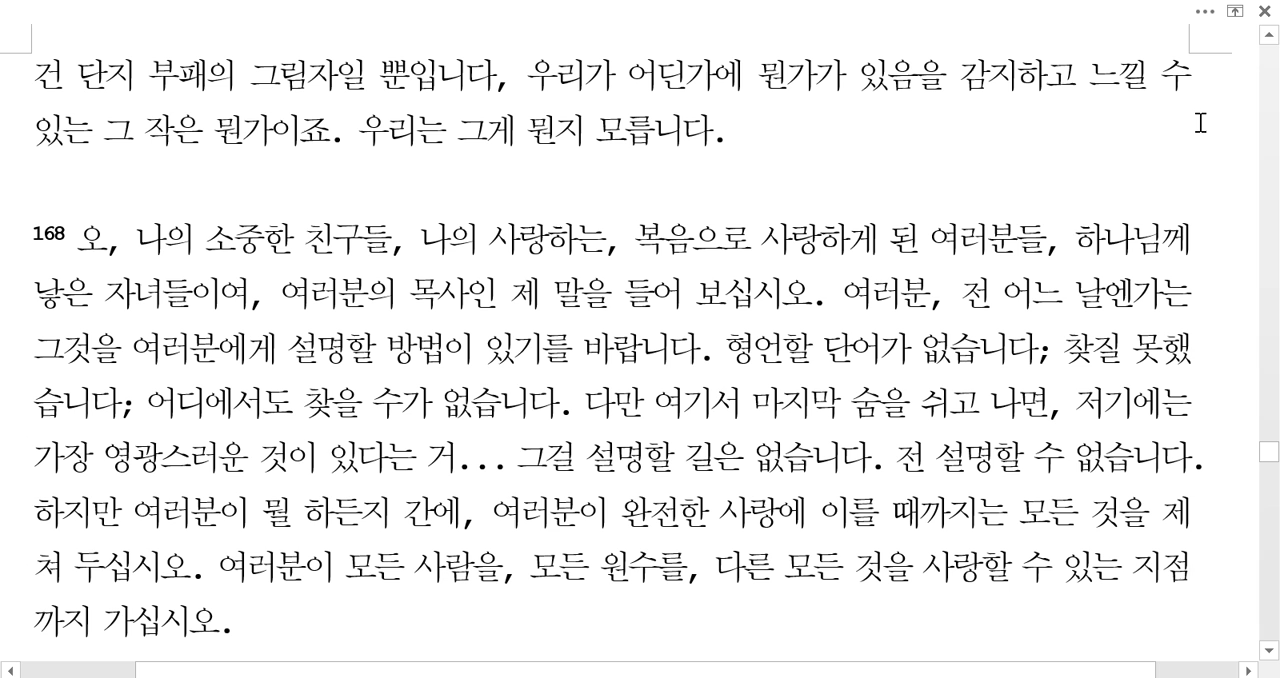 건 단지 부패의 그림자일 뿐입니다, 우리가 어딘가에 뭔가가 있음을 감지하고 느낄 수
있는 그 작은 뭔가이죠. 우리는 그게 뭔지 모릅니다.
168 오, 나의 소중한 친구들, 나의 사랑하는, 복음으로 사랑하게 된 여러분들, 하나님께
낳은 자녀들이여, 여러분의 목사인 제 말을 들어 보십시오. 여러분, 전 어느 날엔가는
그것을 여러분에게 설명할 방법이 있기를 바랍니다. 형언할 단어가 없습니다; 찾질 못했
습니다; 어디에서도 찾을 수가 없습니다. 다만 여기서 마지막 숨을 쉬고 나면, 저기에는
가장 영광스러운 것이 있다는 거... 그걸 설명할 길은 없습니다. 전 설명할 수 없습니다.
하지만 여러분이 뭘 하든지 간에, 여러분이 완전한 사랑에 이를 때까지는 모든 것을 제
쳐 두십시오. 여러분이 모든 사람을, 모든 원수를, 다른 모든 것을 사랑할 수 있는 지점
까지 가십시오.